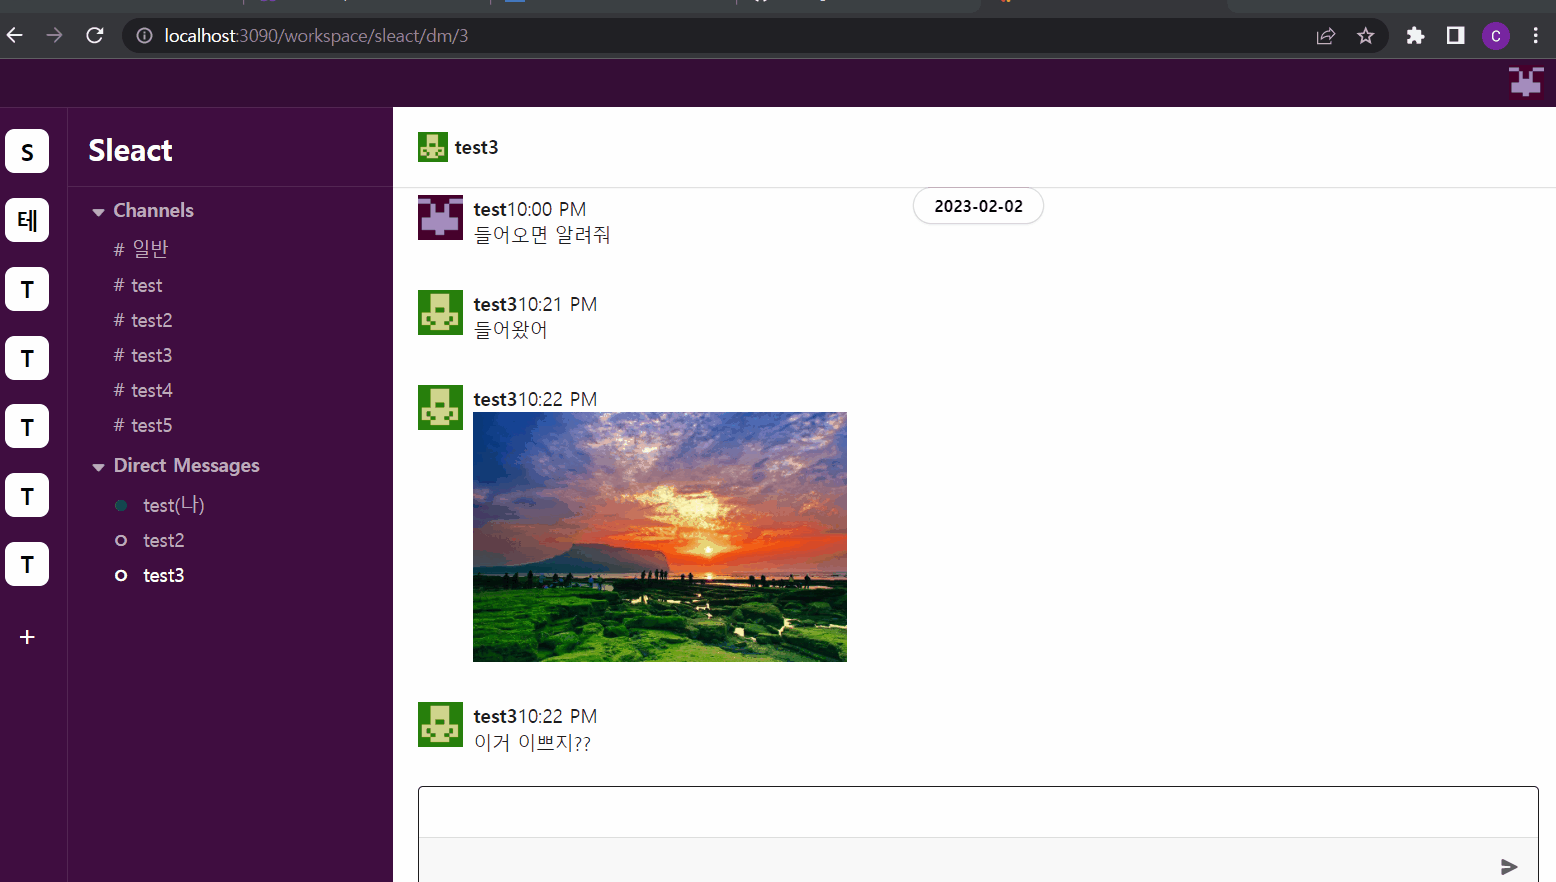 localhost:3090/workspace/sleact/dm/3
C
S
테
T
T
T
T
T
+
Sleact
Channels
# 일반
# test
# test2
# test3
# test4
# test5
Direct Messages
test(나)
test2
test3
test3
2023-02-02
test10:00 PM
들어오면 알려줘
test310:21 PM
들어왔어
test310:22 PM
test310:22 PM
이거 이쁘지??